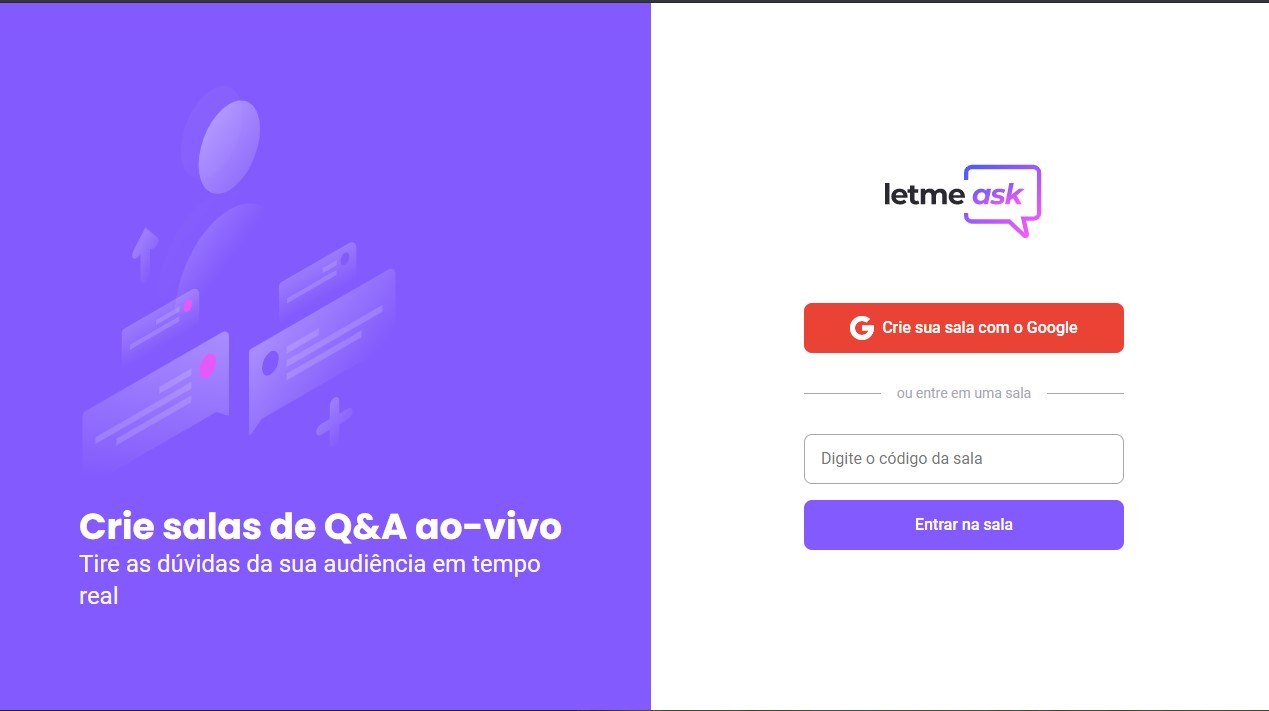 Crie salas de Q&A ao-vivo
Tire as dúvidas da sua audiência em tempo
real
letme ask
Crie sua sala com o Google
ou entre em uma sala
Digite o código da sala
Entrar na sala